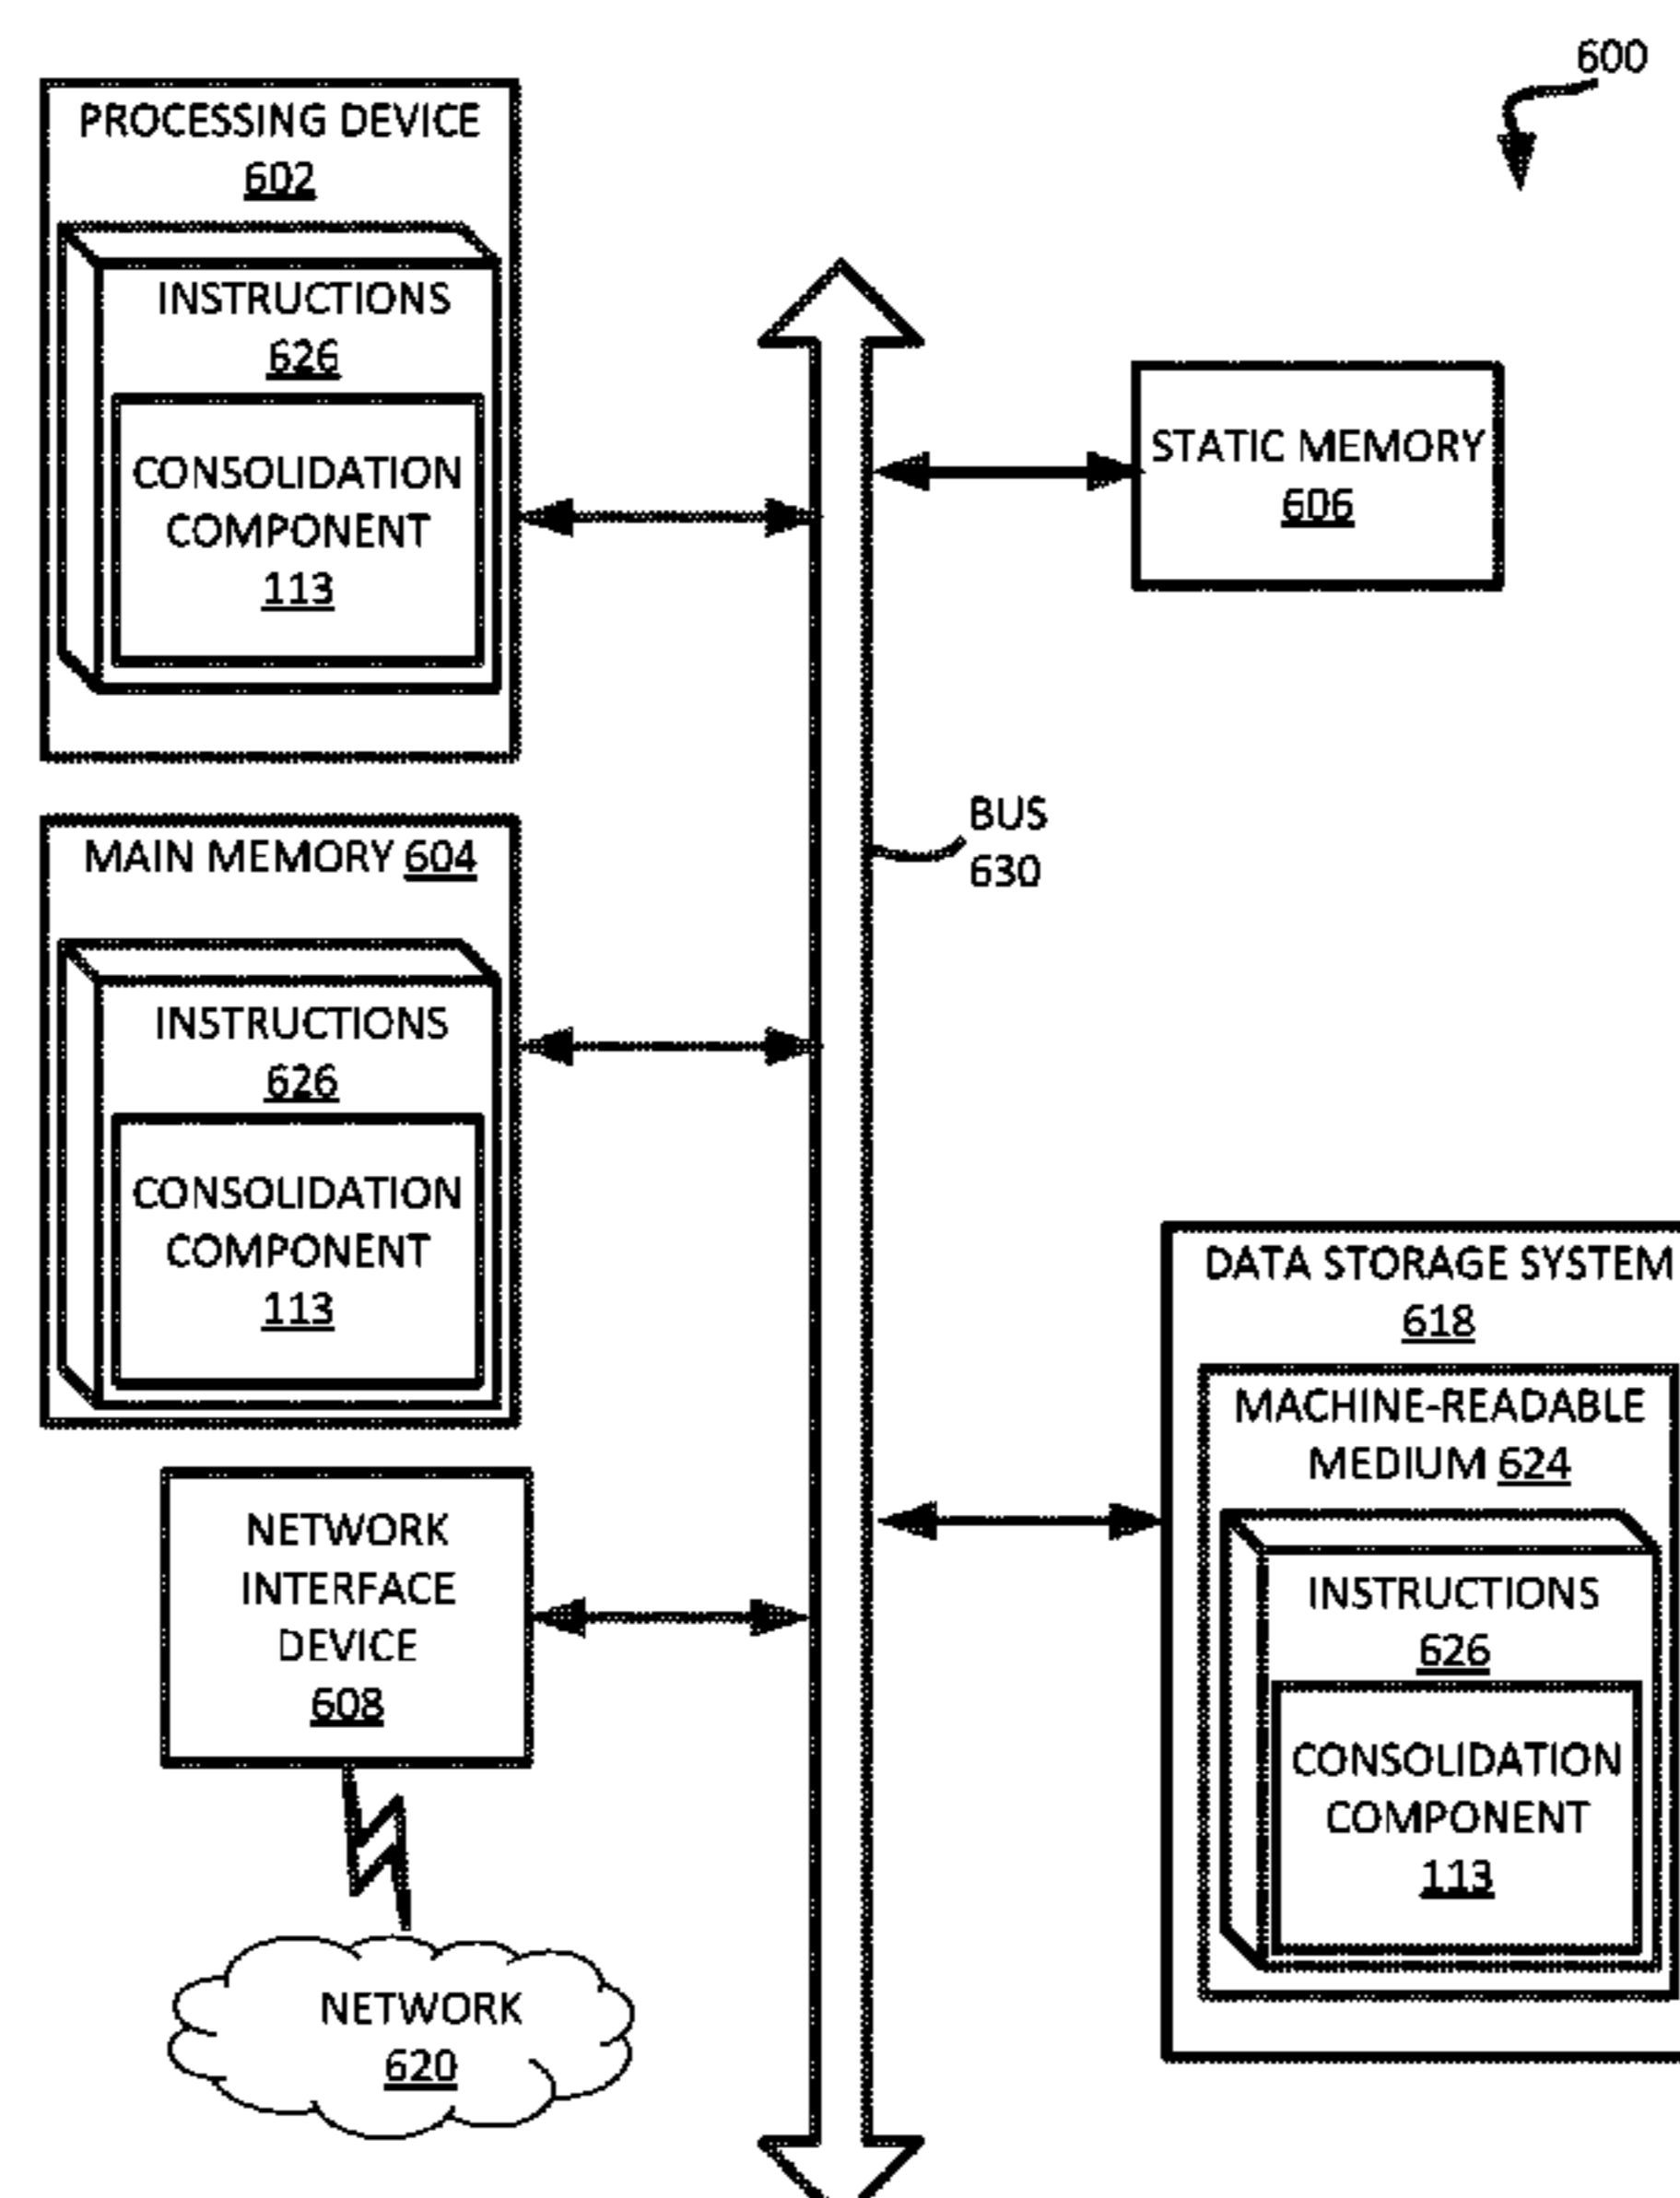 600
PROCESSING DEVICE
602
INSTRUCTIONS
626
CONSOLIDATION
COMPONENT
113
STATIC MEMORY
606
BUS
630
MAIN MEMORY 604
INSTRUCTIONS
626
CONSOLIDATION
COMPONENT
113
DATA STORAGE SYSTEM
618
MACHINE-READABLE
MEDIUM 624
INSTRUCTIONS
626
CONSOLIDATION
COMPONENT
113
NETWORK
INTERFACE
DEVICE
608
NETWORK
620